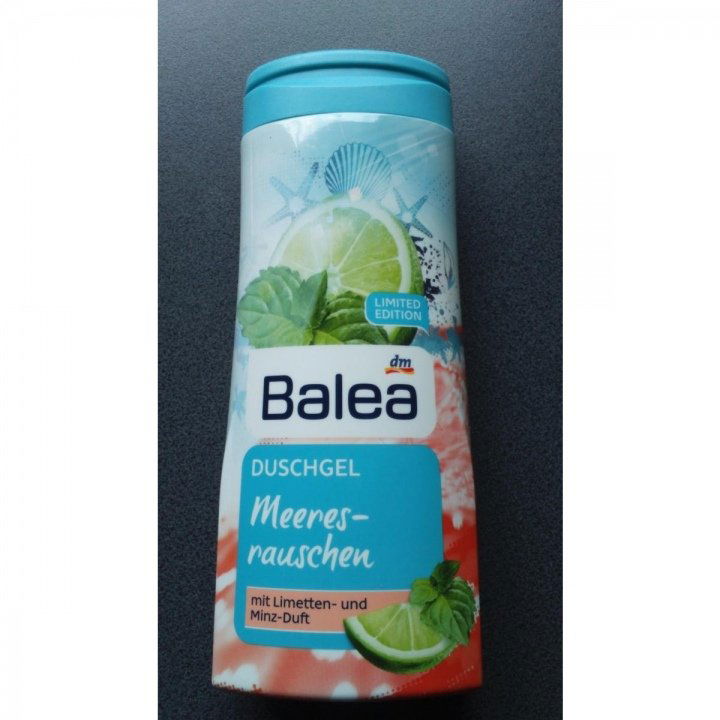 LIMITED
EDITION
dm
Balea
DUSCHGEL
Meeres-
rauschen
mit Limetten- und
Minz-Duft